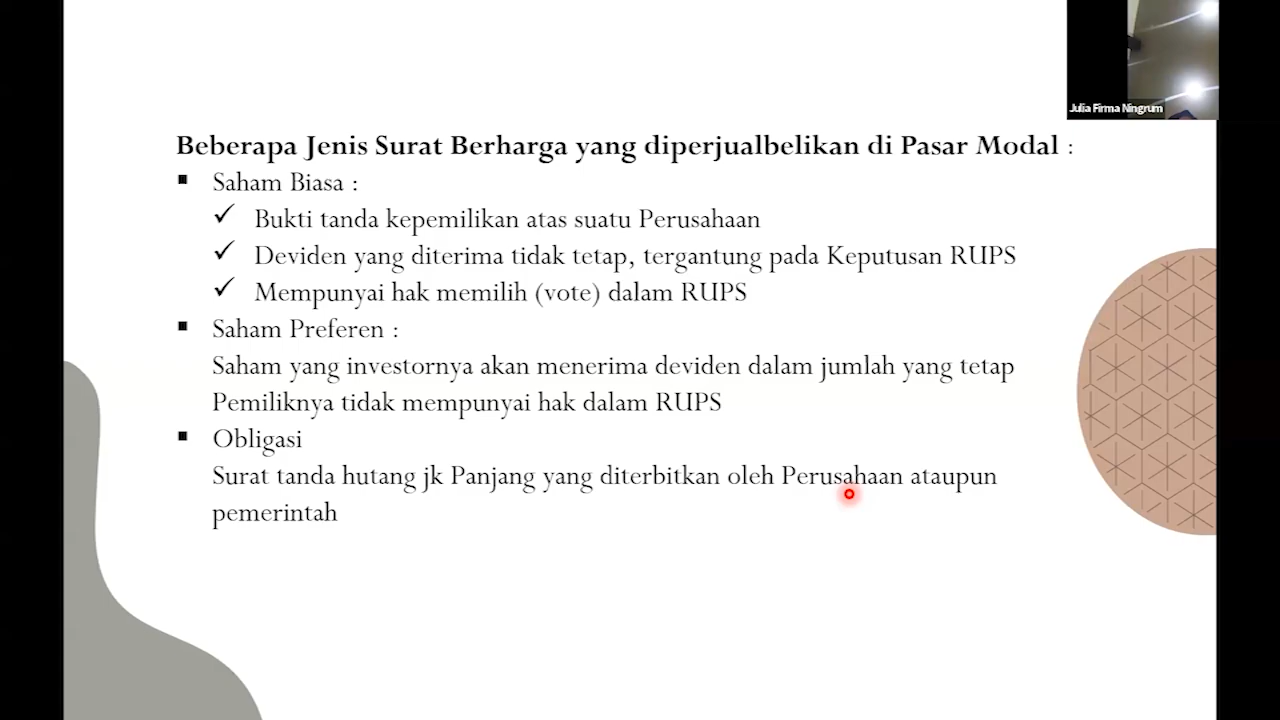 Julia Firma Ningrum
Beberapa Jenis Surat Berharga yang diperjualbelikan di Pasar Modal :
▪ Saham Biasa :
✓ Bukti tanda kepemilikan atas suatu Perusahaan
✓ Deviden yang diterima tidak tetap, tergantung pada Keputusan RUPS
✓ Mempunyai hak memilih (vote) dalam RUPS
▪ Saham Preferen :
Saham yang investornya akan menerima deviden dalam jumlah yang tetap
Pemiliknya tidak mempunyai hak dalam RUPS
▪ Obligasi
Surat tanda hutang jk Panjang yang diterbitkan oleh Perusahaan ataupun
pemerintah